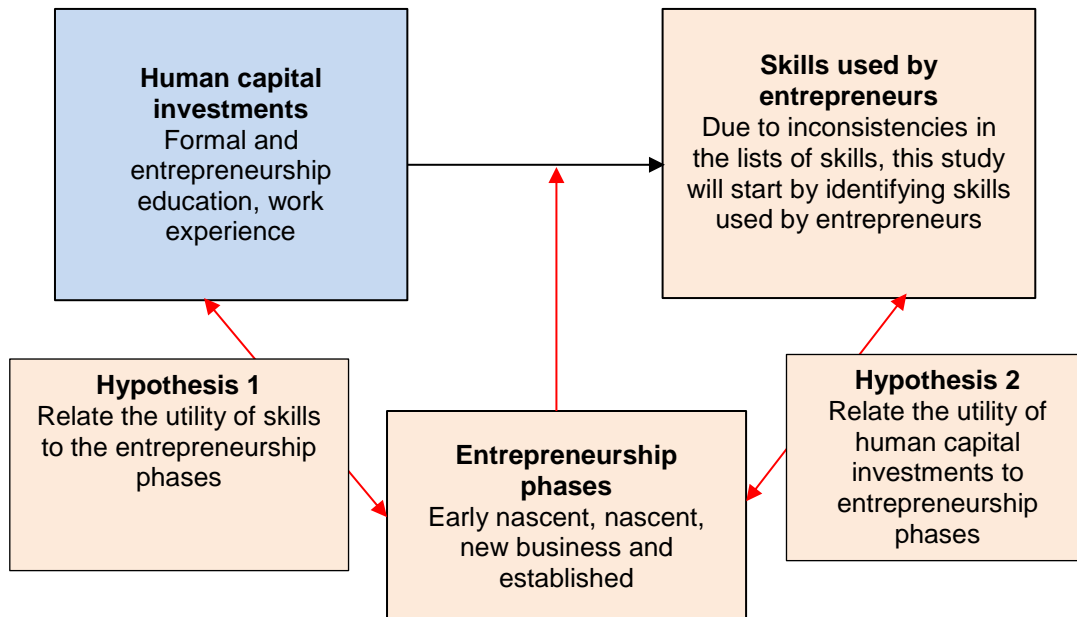 Human capital
investments
Formal and
entrepreneurship
education, work
experience
Skills used by
entrepreneurs
Due to inconsistencies in
the lists of skills, this study
will start by identifying skills
used by entrepreneurs
Hypothesis 1
Relate the utility of skills
to the entrepreneurship
phases
Entrepreneurship
phases
Early nascent, nascent,
new business and
established
Hypothesis 2
Relate the utility of
human capital
investments to
entrepreneurship
phases